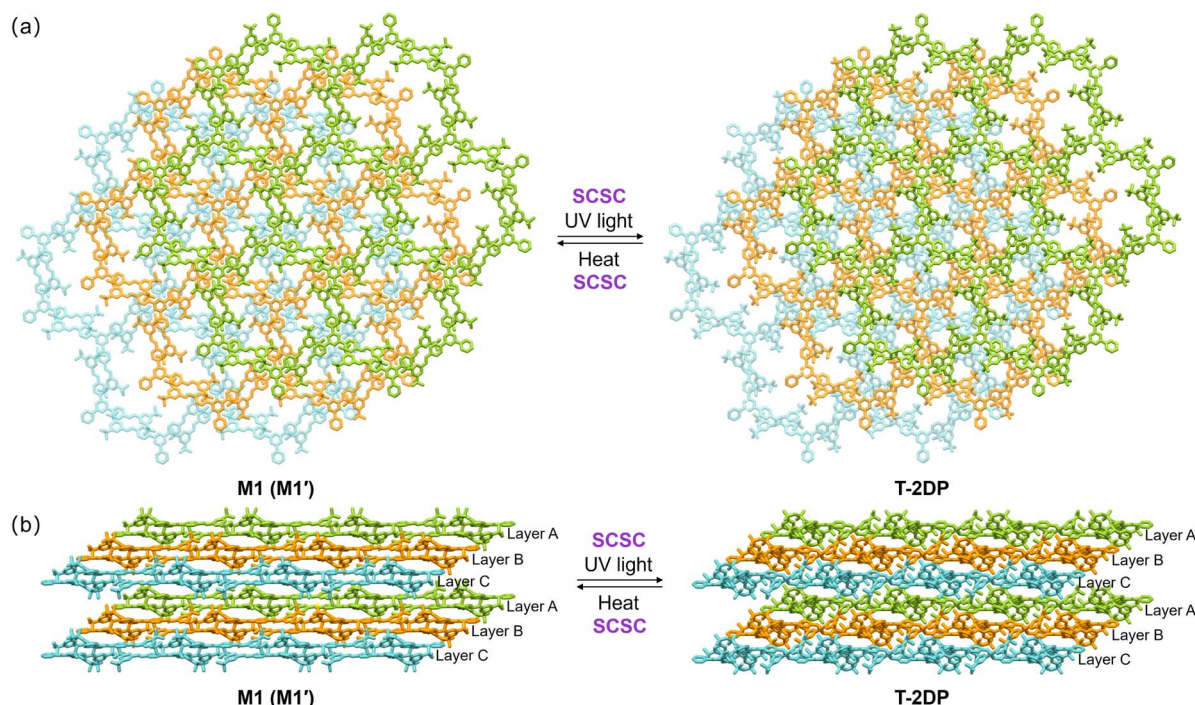 (a)
SCSC
UV light
Heat
SCSC
M1 (M1′)
T-2DP
(b)
Layer A
Layer B
Layer C
Layer A
Layer B
Layer C
SCSC
UV light
Heat
SCSC
Layer A
Layer B
Layer C
Layer A
Layer B
Layer C
M1 (M1′)
T-2DP